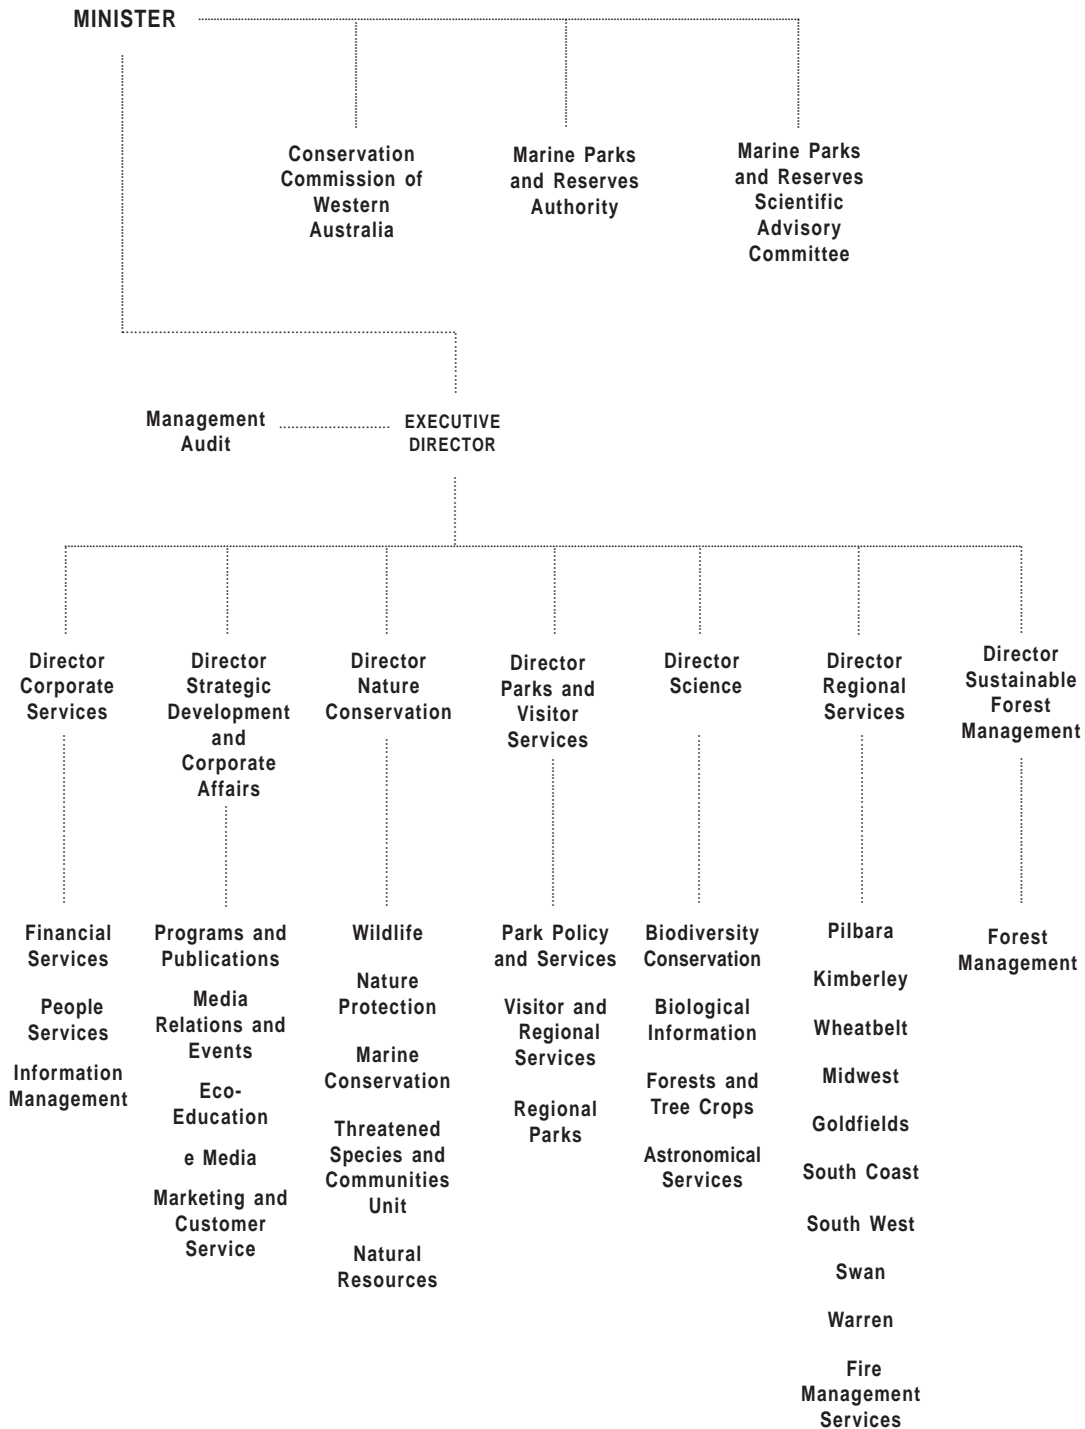 MINISTER
Conservation
Commission of
Western
Australia
Marine Parks
and Reserves
Authority
Marine Parks
and Reserves
Scientific
Advisory
Committee
Management
Audit
EXECUTIVE
DIRECTOR
Director
Corporate
Services
Director
Strategic
Development
and
Corporate
Affairs
Director
Nature
Conservation
Director
Parks and
Visitor
Services
Director
Science
Director
Regional
Services
Director
Sustainable
Forest
Management
Financial
Services
People
Services
Information
Management
Programs and
Publications
Media
Relations and
Events
Eco-
Education
e Media
Marketing and
Customer
Service
Wildlife
Nature
Protection
Marine
Conservation
Threatened
Species and
Communities
Unit
Natural
Resources
Park Policy
and Services
Visitor and
Regional
Services
Regional
Parks
Biodiversity
Conservation
Biological
Information
Forests and
Tree Crops
Astronomical
Services
Pilbara
Kimberley
Wheatbelt
Midwest
Goldfields
South Coast
South West
Swan
Warren
Fire
Management
Services
Forest
Management